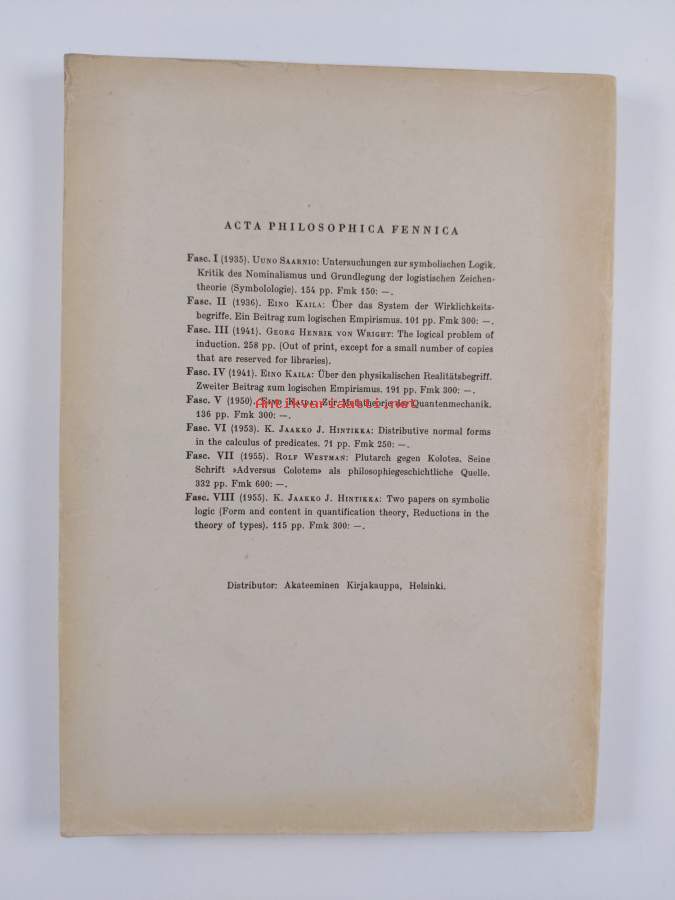 ACTA PHILOSOPHICA FENNICA
Fasc. I (1935). Uuno Saarnio: Untersuchungen zur symbolischen Logik.
Kritik des Nominalismus und Grundlegung der logistischen Zeichen-
theorie (Symbolologie). 154 pp. Fmk 150: —.
Fasc. II (1936). Eino Kaila: Über das System der Wirklichkeits-
begriffe. Ein Beitrag zum logischen Empirismus. 101 pp. Fmk 300: —.
Fasc. III (1941). Georg Henrik von Wright: The logical problem of
induction. 258 pp. (Out of print, except for a small number of copies
that are reserved for libraries).
Fasc. IV (1941). Eino Kaila: Über den physikalischen Realitätsbegriff.
Zweiter Beitrag zum logischen Empirismus. 191 pp. Fmk 300: —.
Fasc. V (1950). Eino Kaila: Zur Metatheorie der Quantenmechanik.
136 pp. Fmk 300: —.
Antikvariaatti.net
Fasc. VI (1953). K. Jaakko J. Hintikka: Distributive normal forms
in the calculus of predicates. 71 pp. Fmk 250: —.
Fasc. VII (1955). Rolf Westman: Plutarch gegen Kolotes. Seine
Schrift »Adversus Colotem» als philosophiegeschichtliche Quelle.
332 pp. Fmk 600: —.
Fasc. VIII (1955). K. Jaakko J. Hintikka: Two papers on symbolic
logic (Form and content in quantification theory, Reductions in the
theory of types). 115 pp. Fmk 300: —.
Distributor: Akateeminen Kirjakauppa, Helsinki.